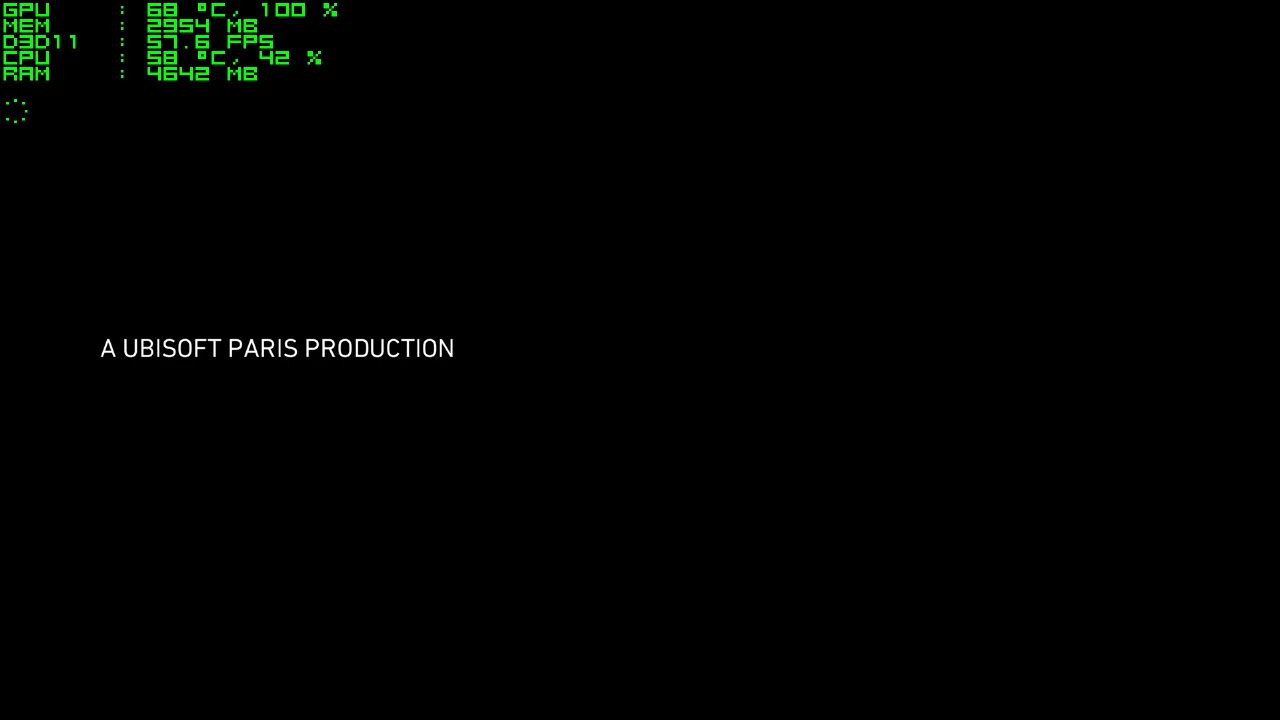 GPU : 68 °C, 100 %
MEM : 2954 MB
D3D11 : 57.6 FPS
CPU : 58 °C, 42 %
RAM : 4642 MB
A UBISOFT PARIS PRODUCTION